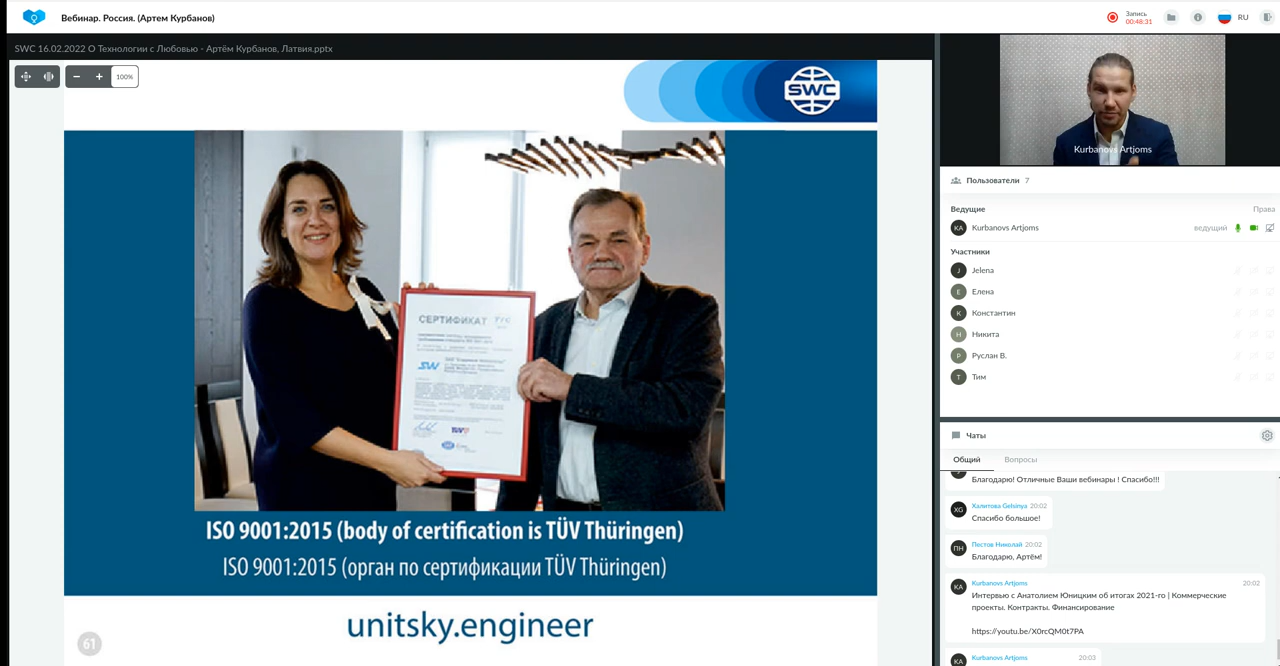 Вебинар. Россия. (Артем Курбанов)
Запись
00:48:31
RU
SWC 16.02.2022 О Технологии с Любовью - Артём Курбанов, Латвия.pptx
100%
SWC
Kurbanovs Artjoms
СЕРТИФИКАТ
SW
ISO 9001:2015 (body of certification is TÜV Thüringen)
ISO 9001:2015 (орган по сертификации TÜV Thüringen)
unitsky.engineer
61
Пользователи 7
Ведущие Права
KA Kurbanovs Artjoms ведущий
Участники
J Jelena
Е Елена
К Константин
Н Никита
Р Руслан В.
Т Тим
Чаты
Общий Вопросы
Благодарю! Отличные Ваши вебинары ! Спасибо!!!
XG Халитова Gelsinya 20:02
Спасибо большое!
ПН Пестов Николай 20:02
Благодарю, Артём!
KA Kurbanovs Artjoms 20:02
Интервью с Анатолием Юницким об итогах 2021-го | Коммерческие
проекты. Контракты. Финансирование
https://youtu.be/X0rcQM0t7PA
KA Kurbanovs Artjoms 20:03